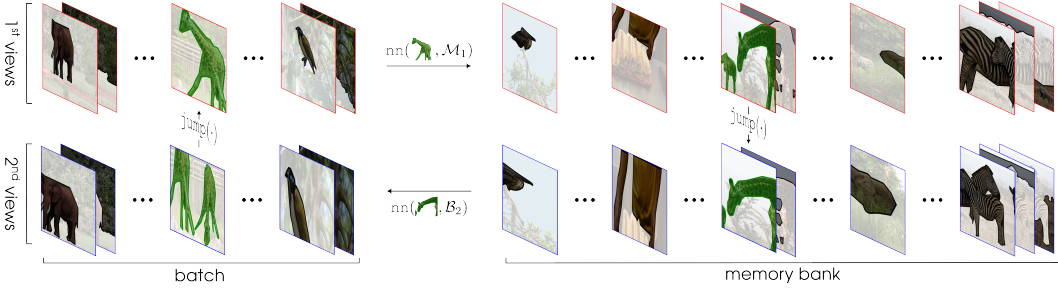 1st views
nn( , M₁)
jump(·)
jump(·)
2nd views
nn( , B₂)
batch
memory bank